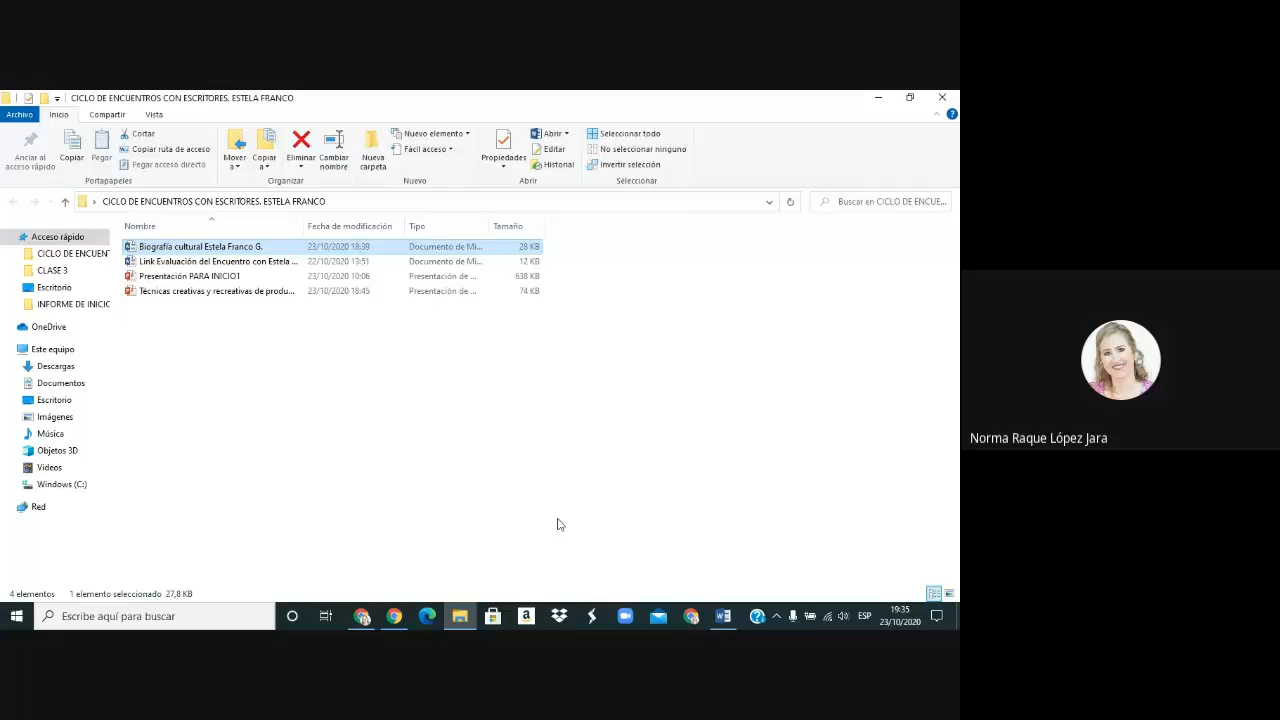 CICLO DE ENCUENTROS CON ESCRITORES. ESTELA FRANCO
Archivo Inicio Compartir Vista
Anclar al acceso rápido
Copiar
Pegar
Cortar
Copiar ruta de acceso
Pegar acceso directo
Portapapeles
Mover a
Copiar a
Eliminar
Cambiar nombre
Organizar
Nueva carpeta
Nuevo elemento
Fácil acceso
Nuevo
Propiedades
Abrir
Editar
Historial
Abrir
Seleccionar todo
No seleccionar ninguno
Invertir selección
Seleccionar
CICLO DE ENCUENTROS CON ESCRITORES. ESTELA FRANCO
Buscar en CICLO DE ENCUE...
Nombre Fecha de modificación Tipo Tamaño
Biografía cultural Estela Franco G. 23/10/2020 18:39 Documento de Mi... 28 KB
Link Evaluación del Encuentro con Estela ... 22/10/2020 13:51 Documento de Mi... 12 KB
Presentación PARA INICIO1 23/10/2020 10:06 Presentación de ... 638 KB
Técnicas creativas y recreativas de produ... 23/10/2020 18:45 Presentación de ... 74 KB
Acceso rápido
CICLO DE ENCUENT
CLASE 3
Escritorio
INFORME DE INICIC
OneDrive
Este equipo
Descargas
Documentos
Escritorio
Imágenes
Música
Objetos 3D
Videos
Windows (C:)
Red
4 elementos 1 elemento seleccionado 27,8 KB
Escribe aquí para buscar
ESP
19:35
23/10/2020
Norma Raque López Jara